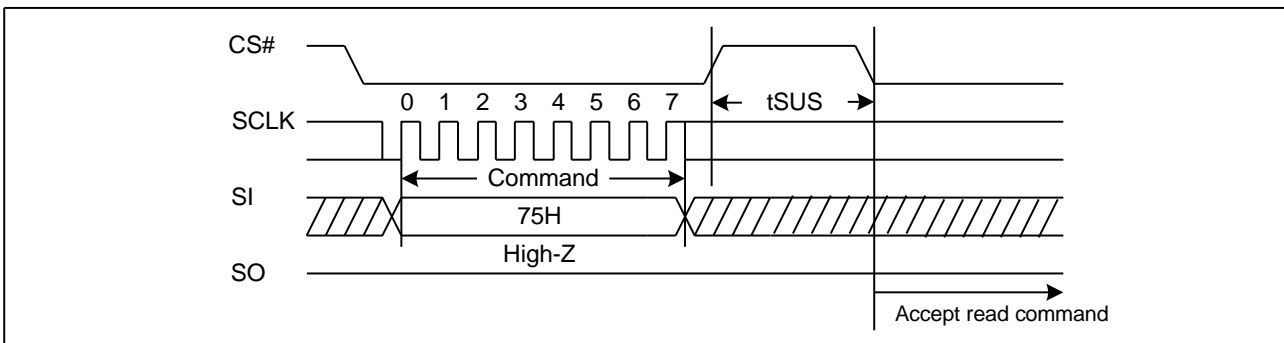 CS#
0 1 2 3 4 5 6 7
tSUS
SCLK
Command
SI
75H
High-Z
SO
Accept read command